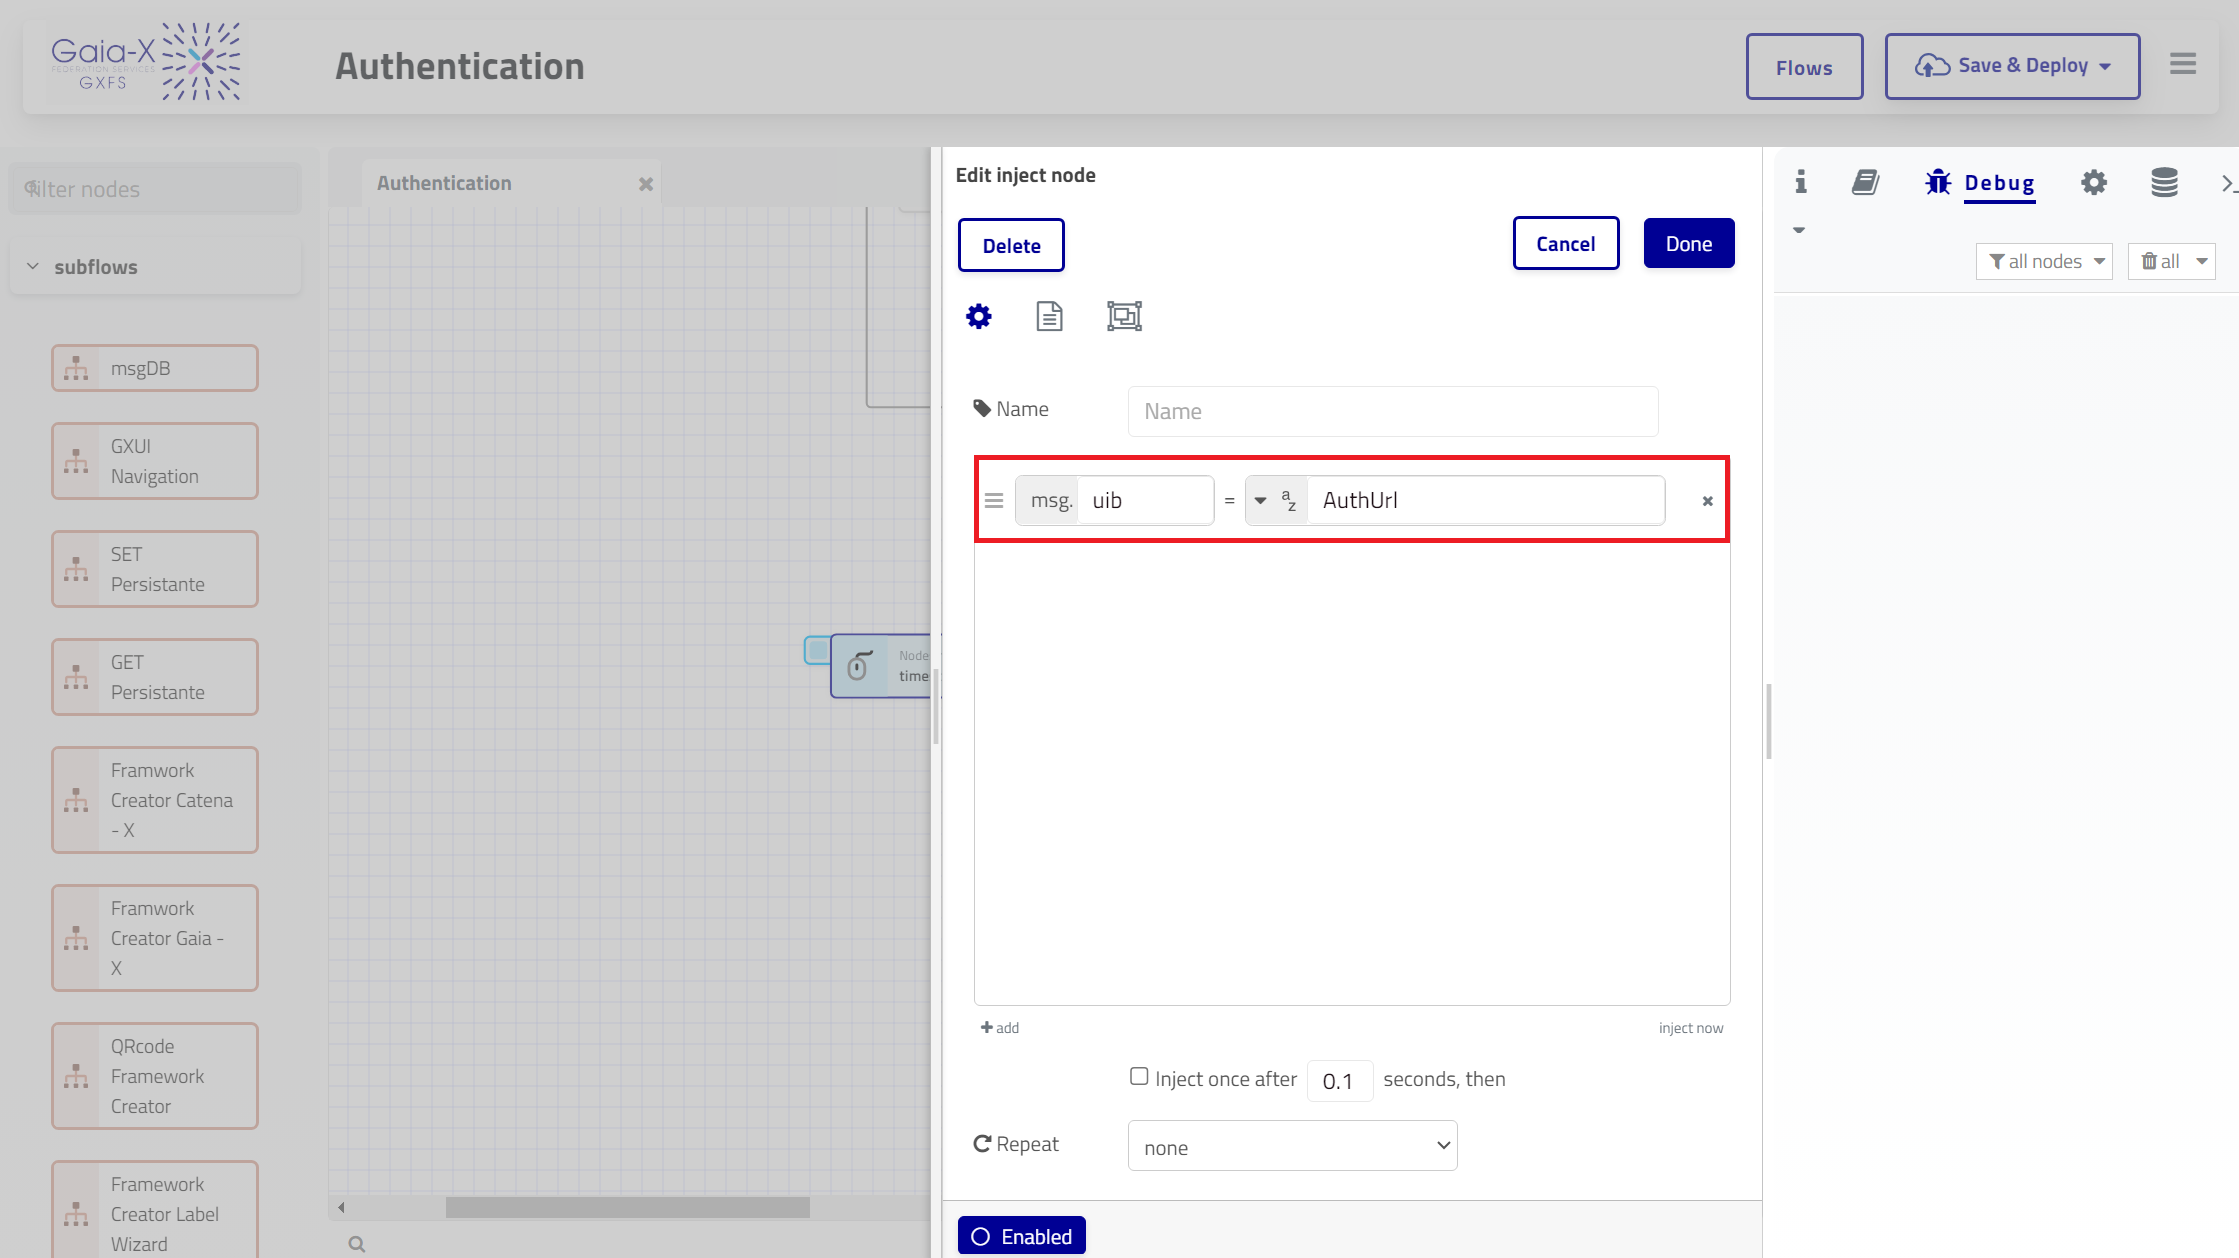 Gaia-X
FEDERATION SERVICES
GXFS
Authentication
Flows
Save & Deploy
filter nodes
subflows
msgDB
GXUI
Navigation
SET
Persistante
GET
Persistante
Framwork
Creator Catena
- X
Framwork
Creator Gaia -
X
QRcode
Framework
Creator
Framework
Creator Label
Wizard
Authentication
Node
time
Edit inject node
Delete
Cancel
Done
Name
Name
msg. uib = a z AuthUrl
add
inject now
Inject once after 0.1 seconds, then
Repeat
none
Enabled
Debug
all nodes
all